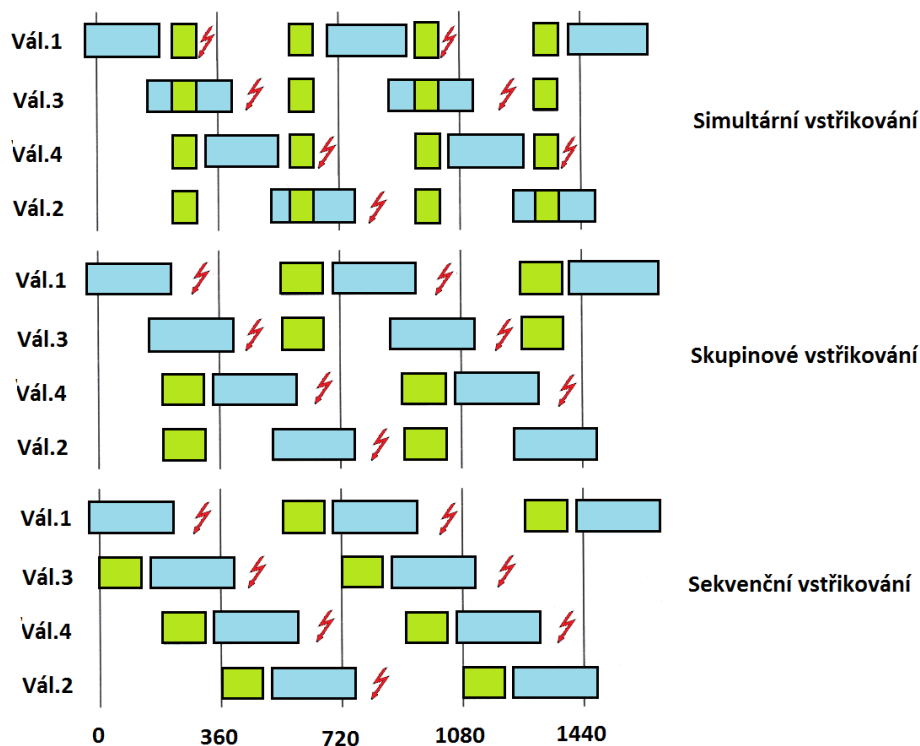 Vál.1
Vál.3
Vál.4
Vál.2
Simultární vstřikování
Vál.1
Vál.3
Vál.4
Vál.2
Skupinové vstřikování
Vál.1
Vál.3
Vál.4
Vál.2
Sekvenční vstřikování
0 360 720 1080 1440